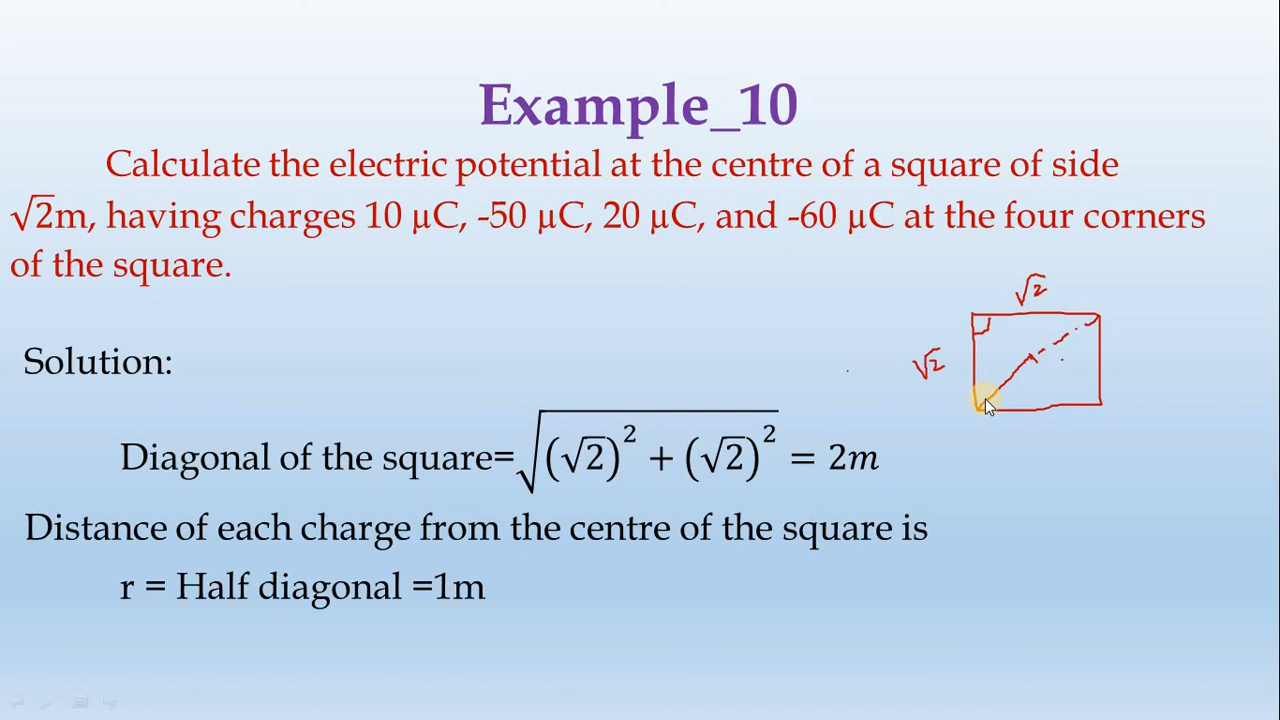 Example_10
Calculate the electric potential at the centre of a square of side
√2m, having charges 10 µC, -50 µC, 20 µC, and -60 µC at the four corners
of the square.
√2
√2
Solution:
Diagonal of the square=√((√2)² + (√2)²) = 2m
Distance of each charge from the centre of the square is
r = Half diagonal =1m